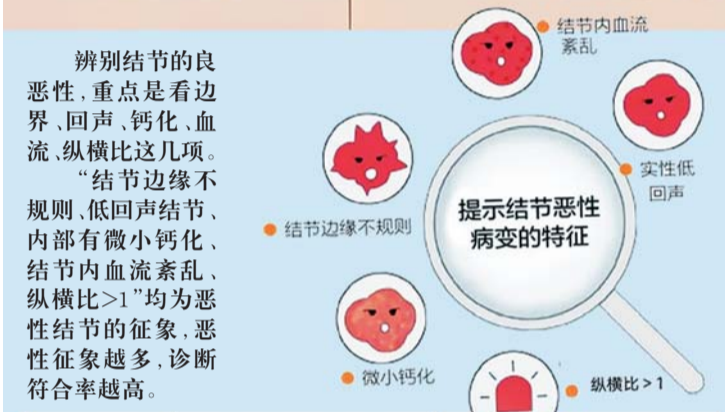 辨别结节的良
恶性,重点是看边
界、回声、钙化、血
流、纵横比这几项。
“结节边缘不
规则、低回声结节、
内部有微小钙化、
结节内血流紊乱、
纵横比>1”均为恶
性结节的征象,恶
性征象越多,诊断
符合率越高。
结节内血流
紊乱
实性低
回声
提示结节恶性
病变的特征
结节边缘不规则
微小钙化
纵横比>1